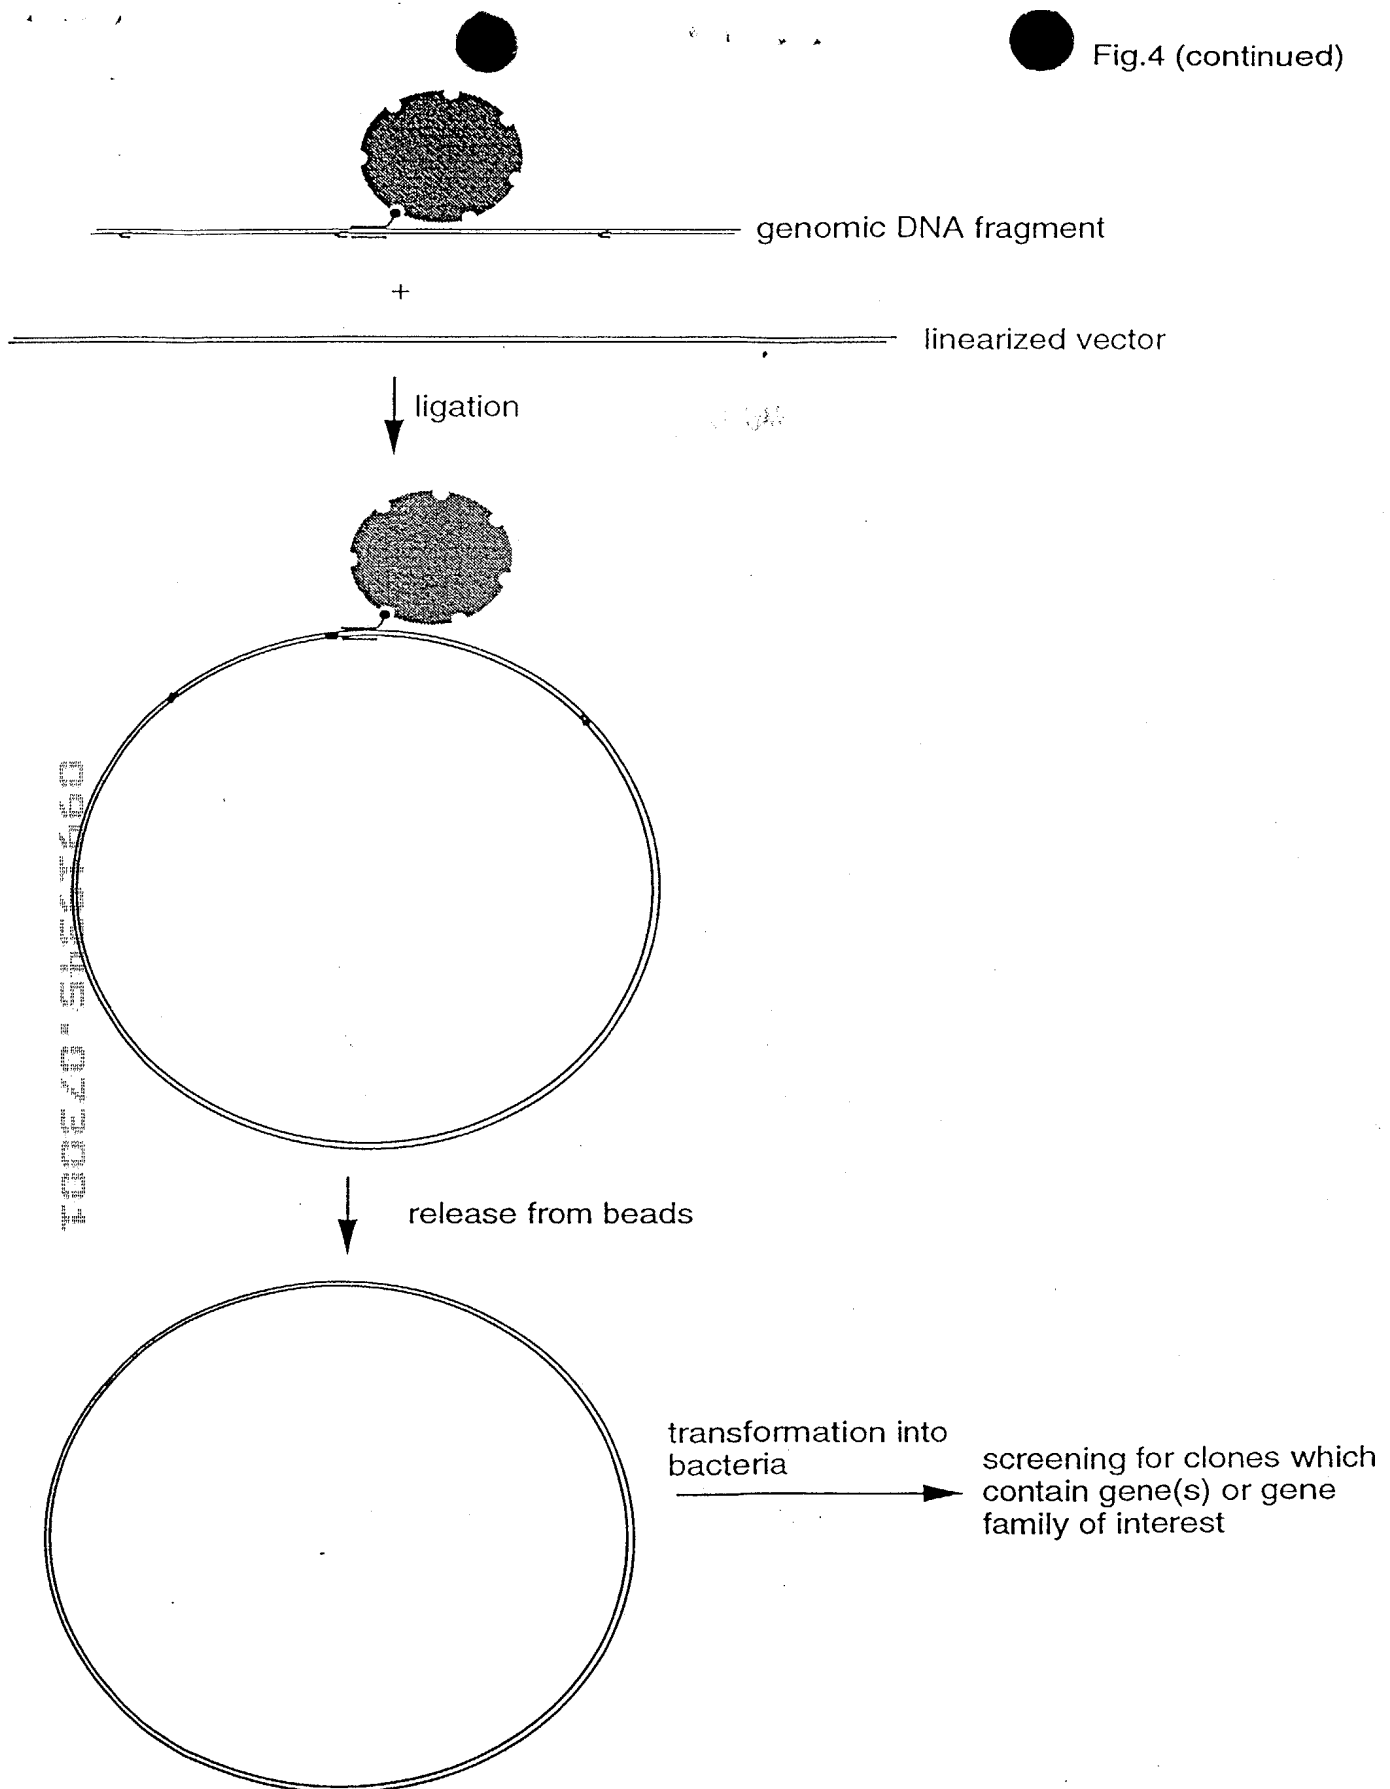 Fig.4 (continued)
genomic DNA fragment
+
linearized vector
ligation
release from beads
transformation into
bacteria
screening for clones which
contain gene(s) or gene
family of interest